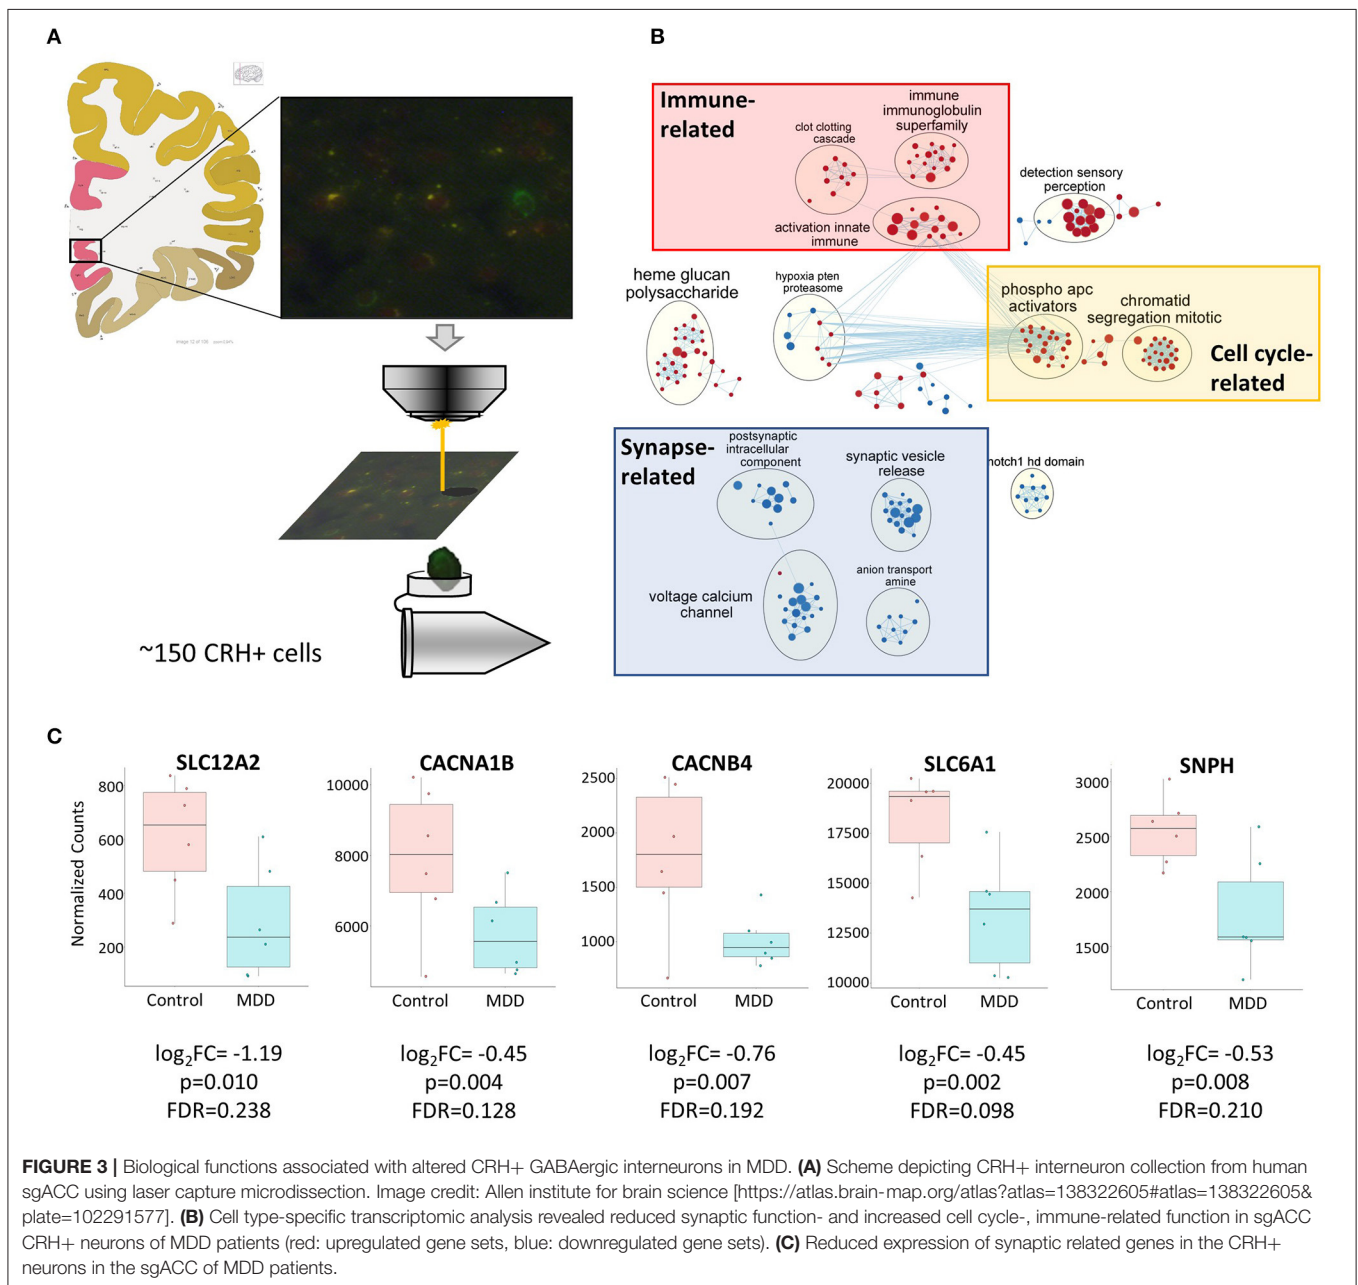 A
B
Immune-
related
immune
immunoglobulin
superfamily
clot clotting
cascade
activation innate
immune
detection sensory
perception
heme glucan
polysaccharide
hypoxia pten
proteasome
phospho apc
activators
chromatid
segregation mitotic
Cell cycle-
related
Synapse-
related
postsynaptic
intracellular
component
synaptic vesicle
release
notch1 hd domain
voltage calcium
channel
anion transport
amine
~150 CRH+ cells
C
SLC12A2
CACNA1B
CACNB4
SLC6A1
SNPH
Normalized Counts
800
600
400
200
Control MDD
10000
8000
6000
Control MDD
2500
2000
1500
1000
Control MDD
20000
17500
15000
12500
10000
Control MDD
3000
2500
2000
1500
Control MDD
log2FC= -1.19
p=0.010
FDR=0.238
log2FC= -0.45
p=0.004
FDR=0.128
log2FC= -0.76
p=0.007
FDR=0.192
log2FC= -0.45
p=0.002
FDR=0.098
log2FC= -0.53
p=0.008
FDR=0.210
FIGURE 3 | Biological functions associated with altered CRH+ GABAergic interneurons in MDD. (A) Scheme depicting CRH+ interneuron collection from human
sgACC using laser capture microdissection. Image credit: Allen institute for brain science [https://atlas.brain-map.org/atlas?atlas=138322605#atlas=138322605&
plate=102291577]. (B) Cell type-specific transcriptomic analysis revealed reduced synaptic function- and increased cell cycle-, immune-related function in sgACC
CRH+ neurons of MDD patients (red: upregulated gene sets, blue: downregulated gene sets). (C) Reduced expression of synaptic related genes in the CRH+
neurons in the sgACC of MDD patients.